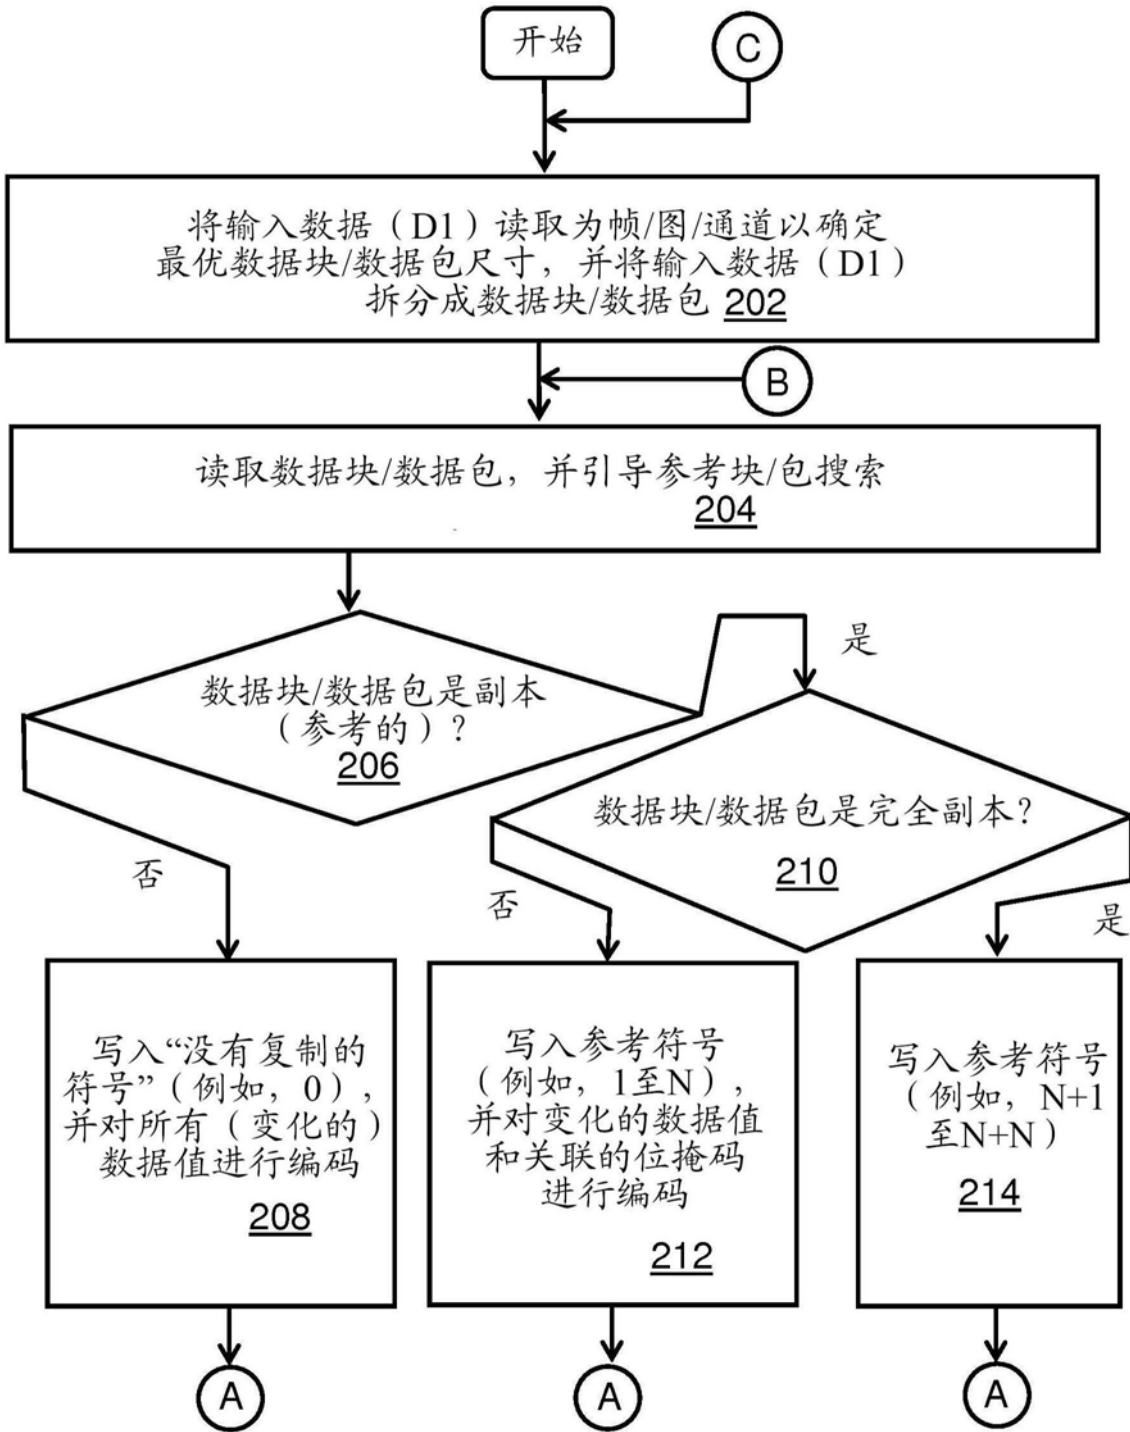 开始
C
将输入数据（D1）读取为帧/图/通道以确定
最优数据块/数据包尺寸，并将输入数据（D1）
拆分成数据块/数据包 202
B
读取数据块/数据包，并引导参考块/包搜索
204
是
数据块/数据包是副本
（参考的）？
206
数据块/数据包是完全副本？
210
否
否
是
写入“没有复制的
符号”（例如，0），
并对所有（变化的）
数据值进行编码
208
写入参考符号
（例如，1至N），
并对变化的数据值
和关联的位掩码
进行编码
212
写入参考符号
（例如，N+1
至N+N）
214
A
A
A